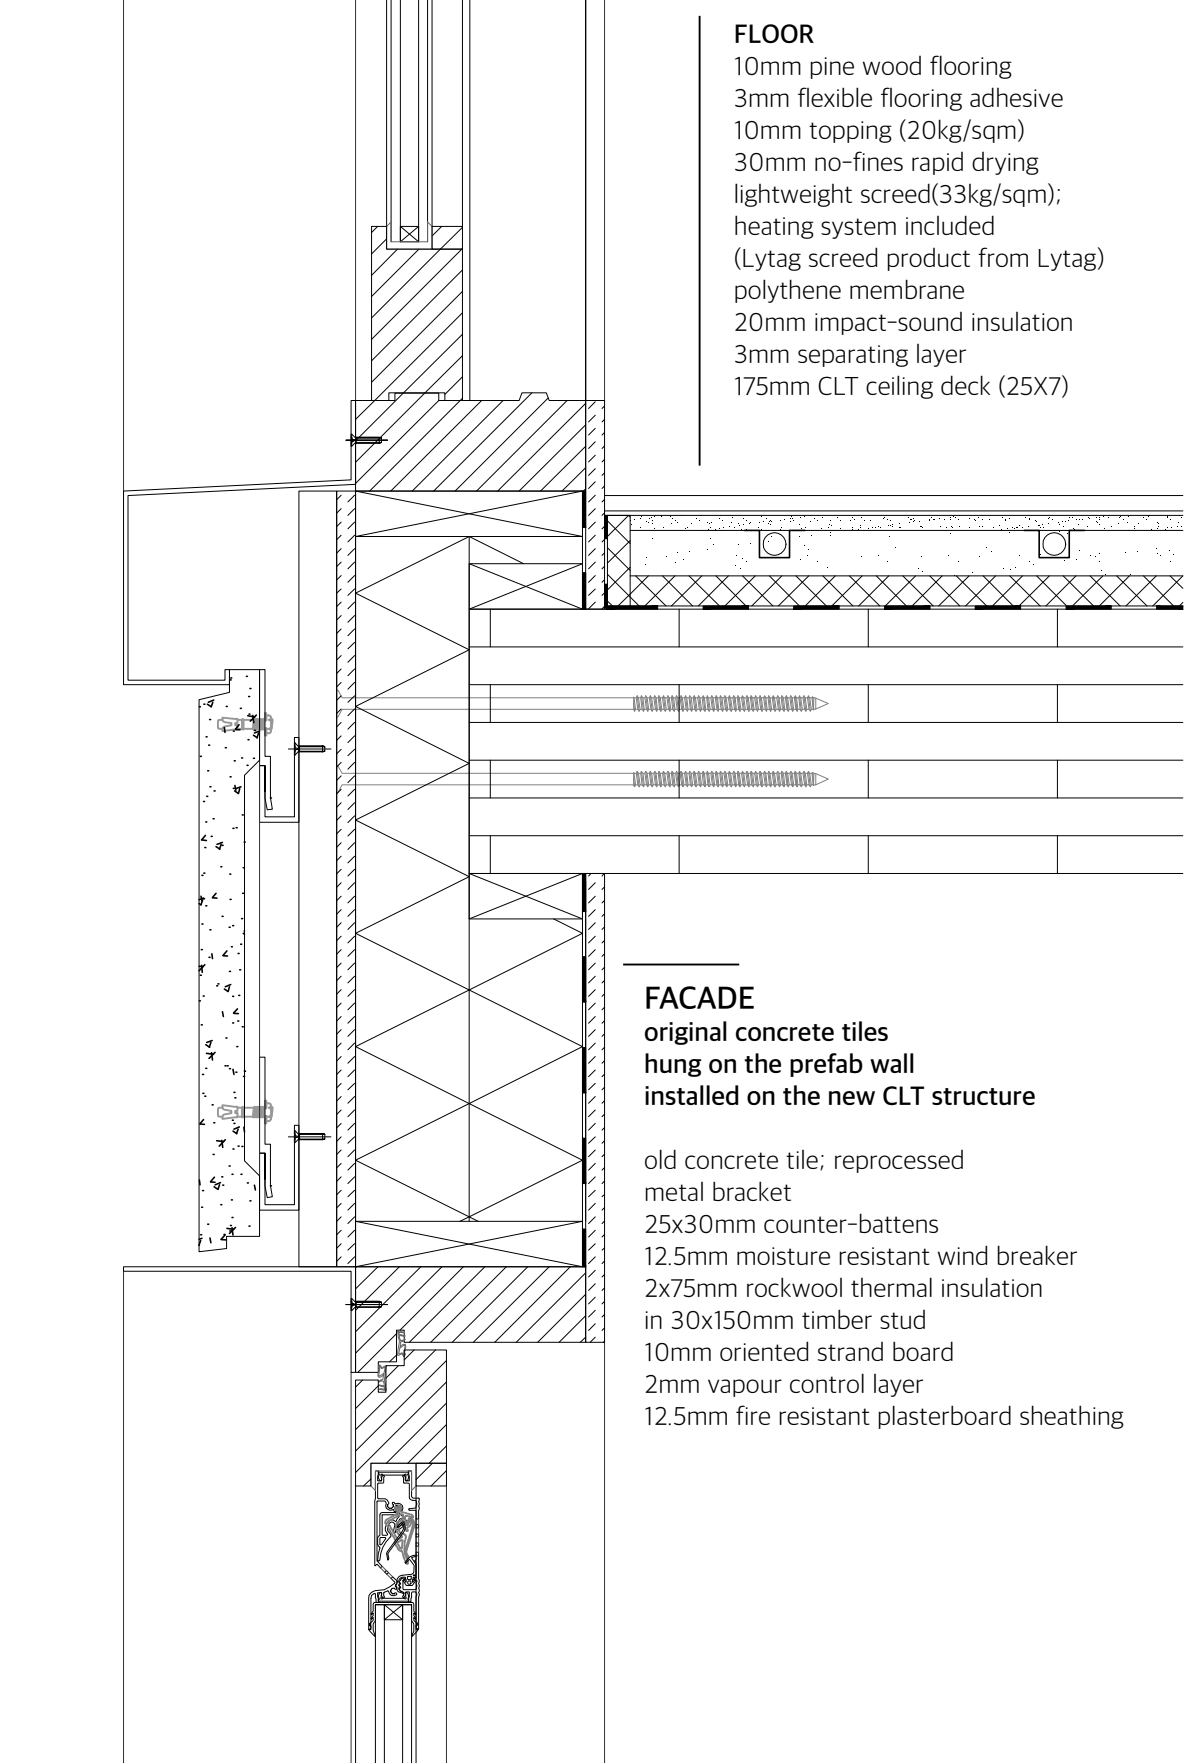 FLOOR
10mm pine wood flooring
3mm flexible flooring adhesive
10mm topping (20kg/sqm)
30mm no-fines rapid drying
lightweight screed(33kg/sqm);
heating system included
(Lytag screed product from Lytag)
polythene membrane
20mm impact-sound insulation
3mm separating layer
175mm CLT ceiling deck (25X7)
FACADE
original concrete tiles
hung on the prefab wall
installed on the new CLT structure
old concrete tile; reprocessed
metal bracket
25x30mm counter-battens
12.5mm moisture resistant wind breaker
2x75mm rockwool thermal insulation
in 30x150mm timber stud
10mm oriented strand board
2mm vapour control layer
12.5mm fire resistant plasterboard sheathing